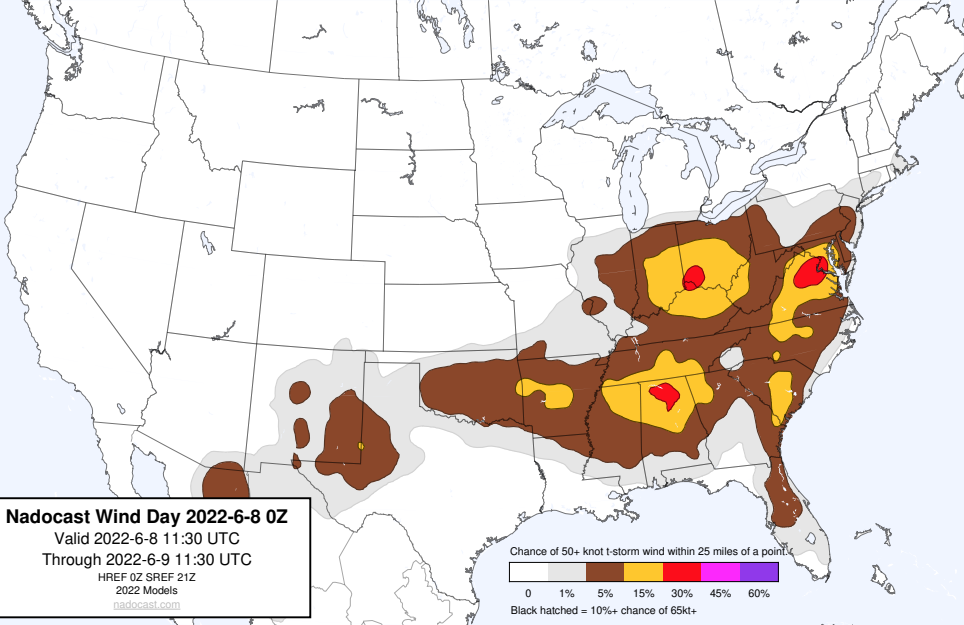 Nadocast Wind Day 2022-6-8 0Z
Valid 2022-6-8 11:30 UTC
Through 2022-6-9 11:30 UTC
HREF 0Z SREF 21Z
2022 Models
nadocast.com
Chance of 50+ knot t-storm wind within 25 miles of a point.
0 1% 5% 15% 30% 45% 60%
Black hatched = 10%+ chance of 65kt+